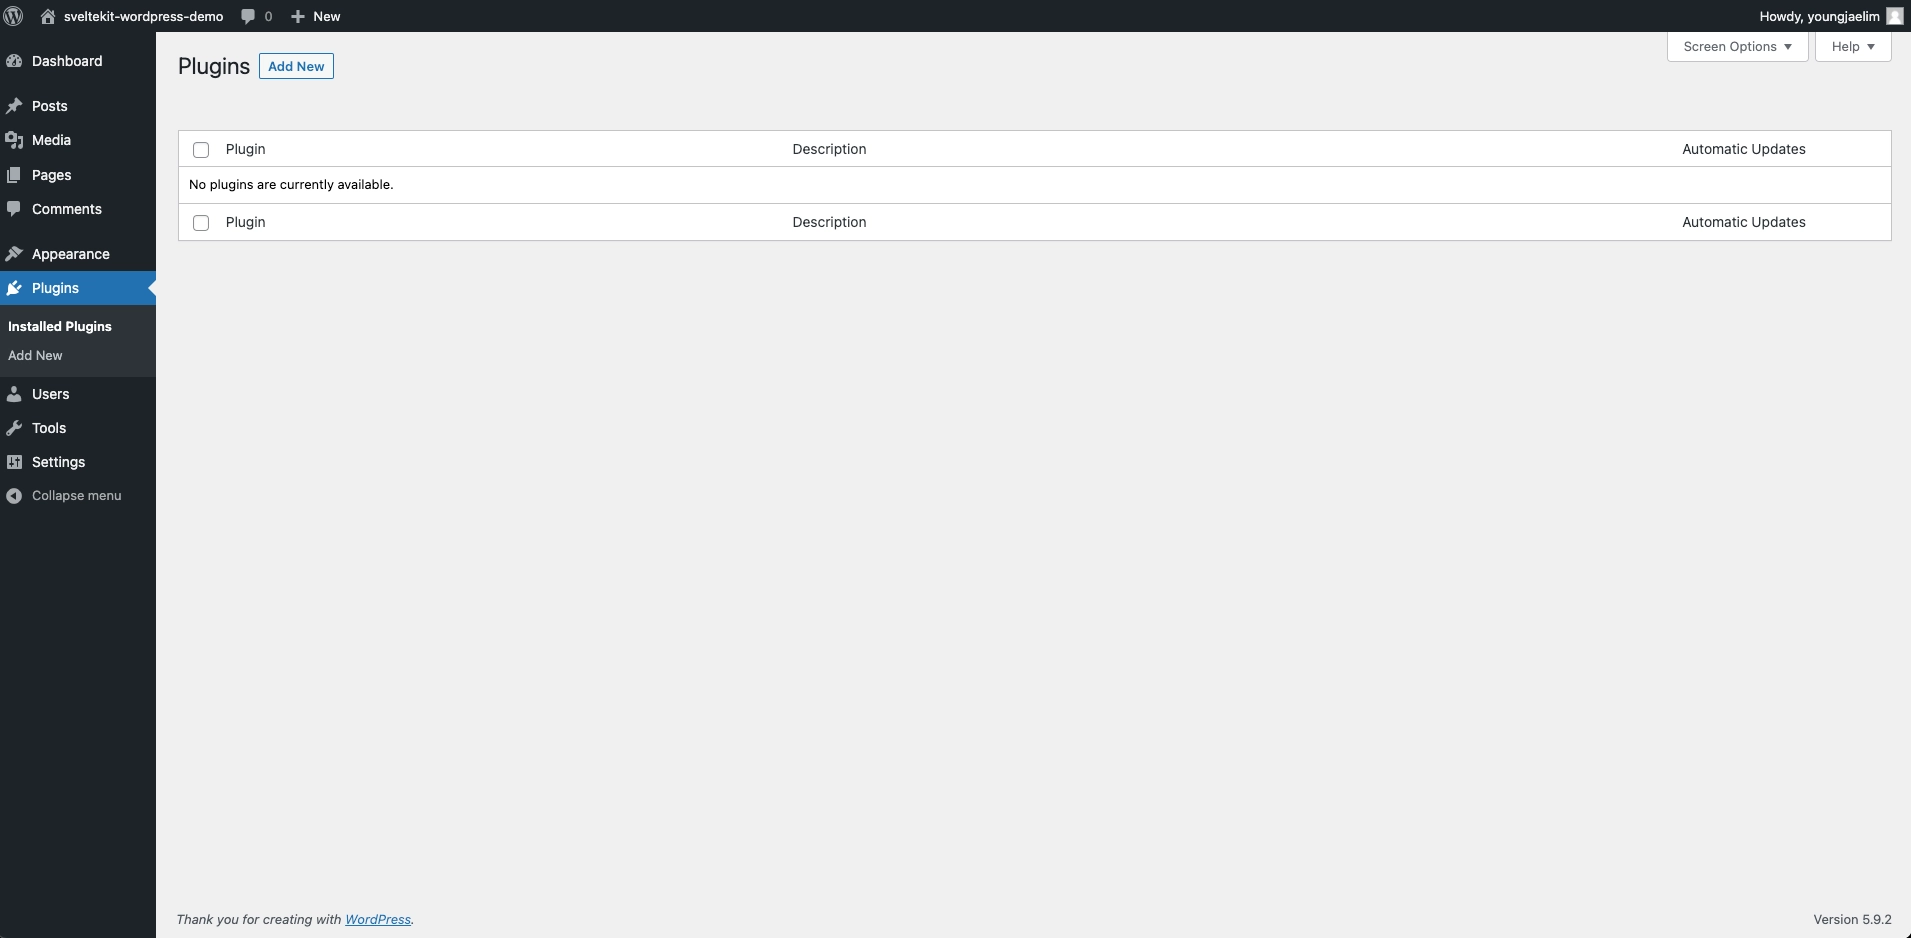 sveltekit-wordpress-demo 0 New Howdy, youngjaelim
Screen Options Help
Dashboard
Posts
Media
Pages
Comments
Appearance
Plugins
Installed Plugins
Add New
Users
Tools
Settings
Collapse menu
Plugins Add New
Plugin Description Automatic Updates
No plugins are currently available.
Plugin Description Automatic Updates
Thank you for creating with WordPress. Version 5.9.2